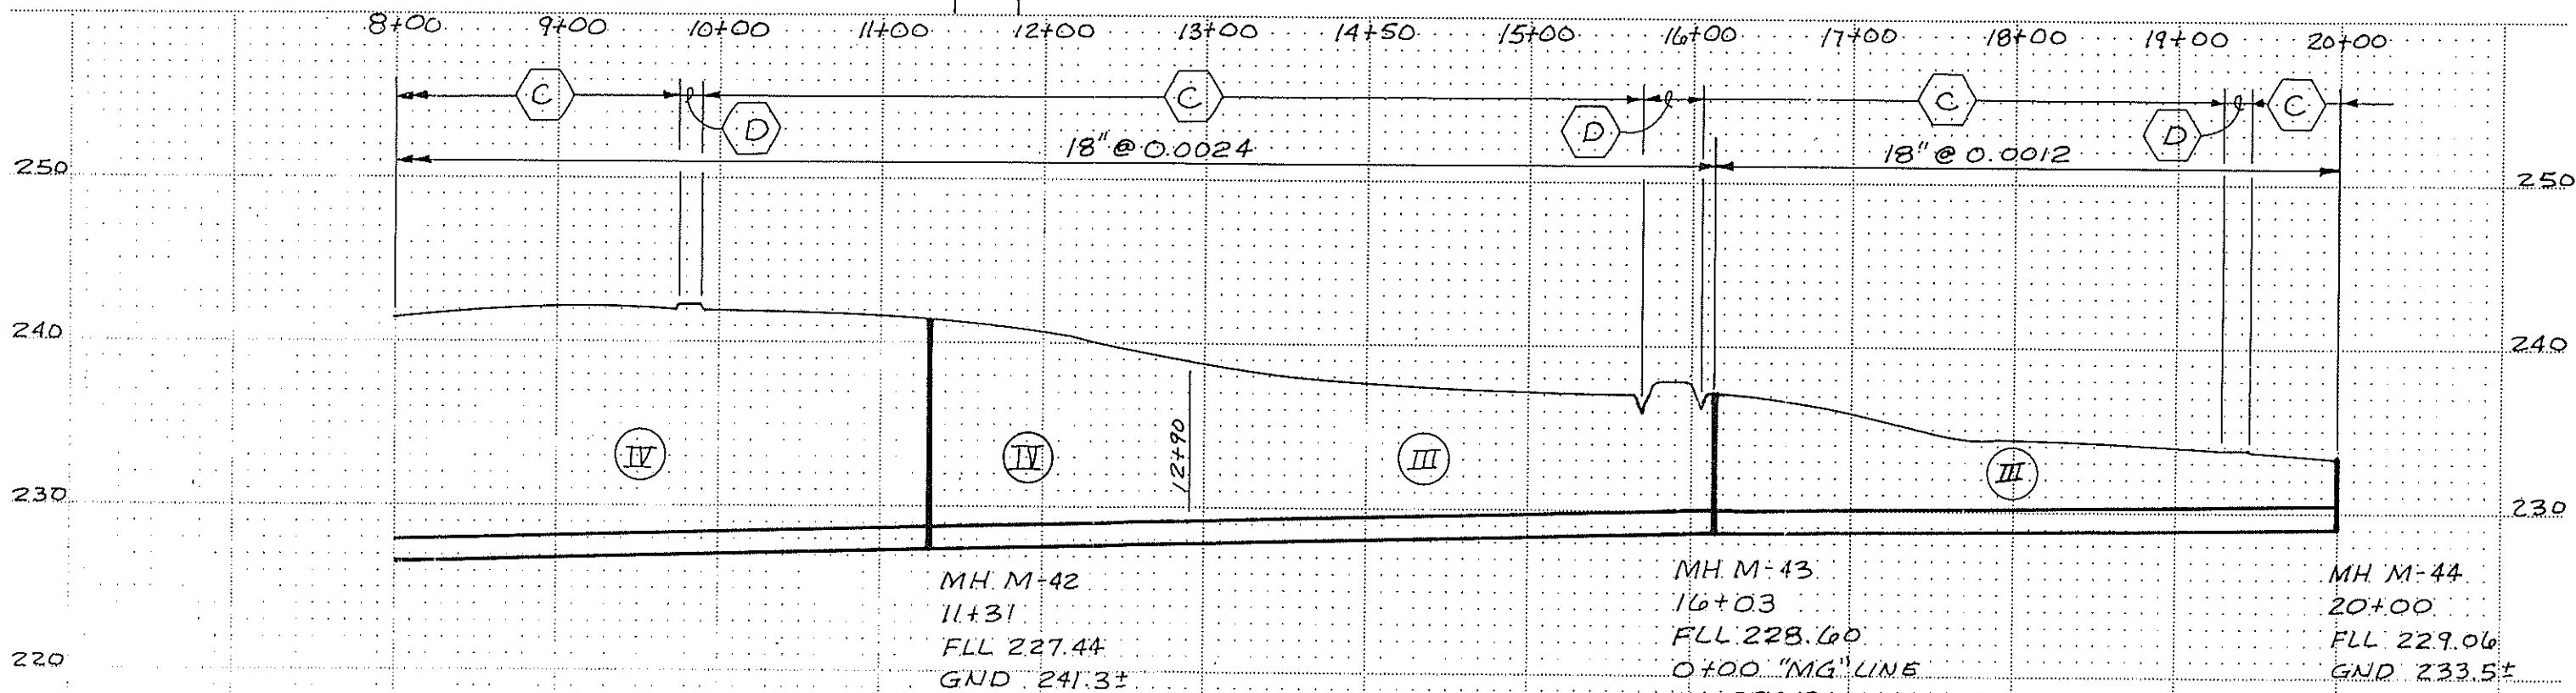 8+00 9+00 10+00 11+00 12+00 13+00 14+50 15+00 16+00 17+00 18+00 19+00 20+00
C D C D C D C
18" @ 0.0024 18" @ 0.0012
250 250
240 240
12+90
IV IV III III
230 230
MH M-42
11+31
FLL 227.44
GND 241.3±
MH M-43
16+03
FLL 228.60
0+00 "MG" LINE
MH M-44
20+00
FLL 229.06
GND 233.5±
220